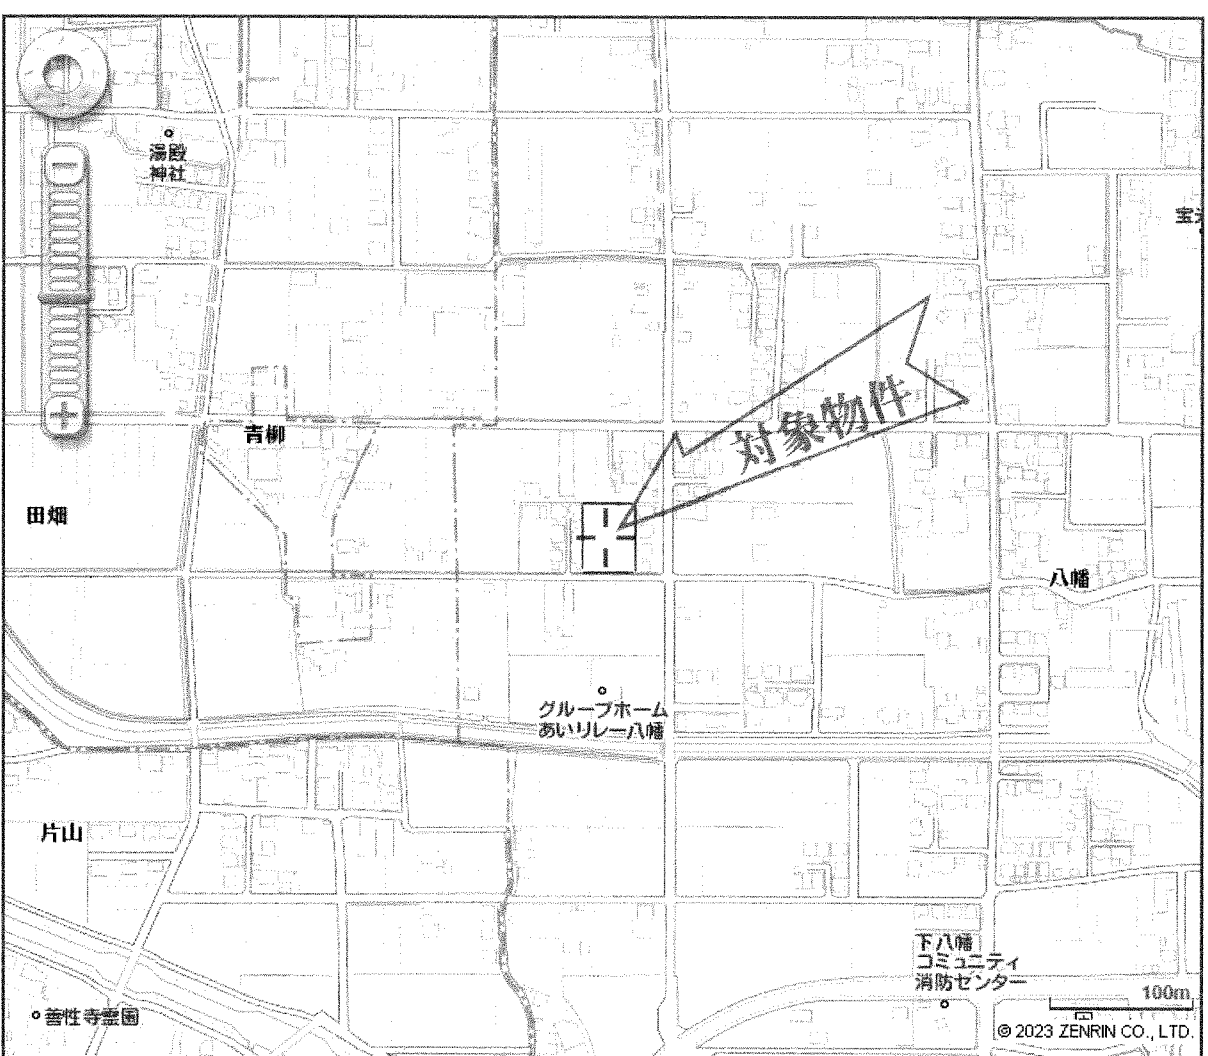 湯殿
神社
対象物件
青柳
田畑
八幡
グループホーム
あいリレー八幡
片山
下八幡
コミュニティ
消防センター
100m
善性寺霊園
© 2023 ZENRIN CO., LTD.